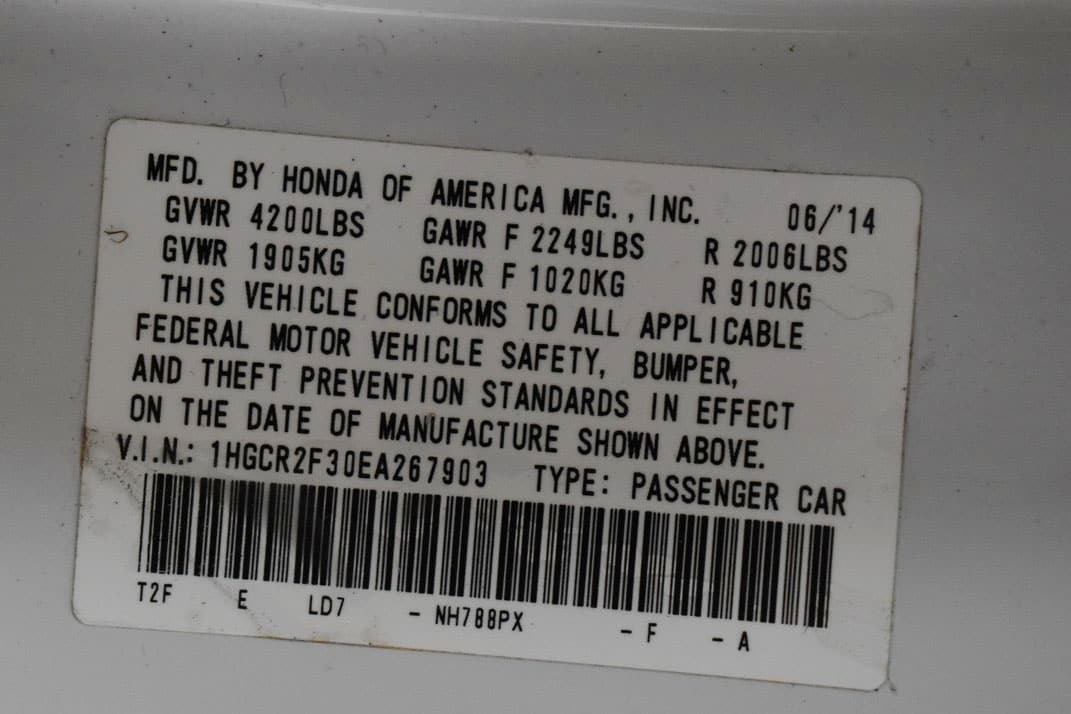 MFD. BY HONDA OF AMERICA MFG., INC. 06/'14
GVWR 4200LBS GAWR F 2249LBS R 2006LBS
GVWR 1905KG GAWR F 1020KG R 910KG
THIS VEHICLE CONFORMS TO ALL APPLICABLE
FEDERAL MOTOR VEHICLE SAFETY, BUMPER,
AND THEFT PREVENTION STANDARDS IN EFFECT
ON THE DATE OF MANUFACTURE SHOWN ABOVE.
V.I.N.: 1HGCR2F30EA267903 TYPE: PASSENGER CAR
T2F E LD7 - NH788PX - F - A